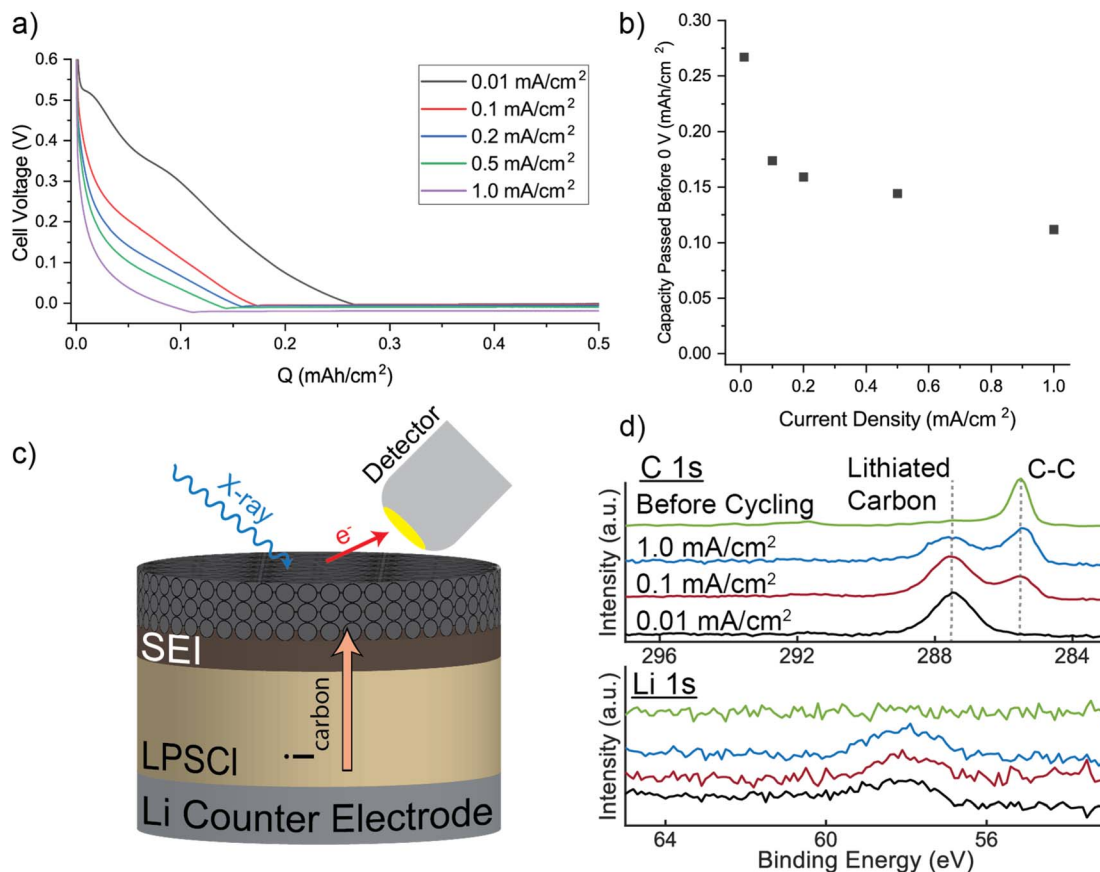 a)
0.6
0.5
0.4
0.3
0.2
0.1
0.0
Cell Voltage (V)
0.01 mA/cm²
0.1 mA/cm²
0.2 mA/cm²
0.5 mA/cm²
1.0 mA/cm²
0.0 0.1 0.2 0.3 0.4 0.5
Q (mAh/cm²)
b)
0.30
0.25
0.20
0.15
0.10
0.05
0.00
Capacity Passed Before 0 V (mAh/cm²)
0.0 0.2 0.4 0.6 0.8 1.0
Current Density (mA/cm²)
c)
X-ray
e⁻
Detector
SEI
i carbon
LPSCl
Li Counter Electrode
d)
C 1s
Lithiated
Carbon
C-C
Before Cycling
1.0 mA/cm²
0.1 mA/cm²
0.01 mA/cm²
Intensity (a.u.)
296 292 288 284
Li 1s
Intensity (a.u.)
64 60 56
Binding Energy (eV)